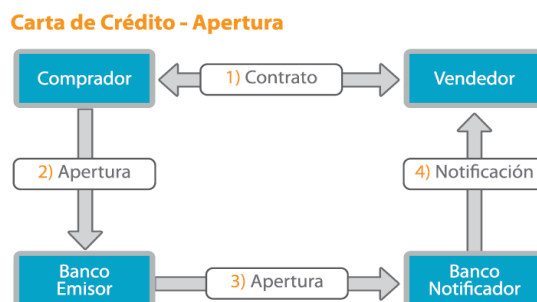 Carta de Crédito - Apertura
Comprador
1) Contrato
Vendedor
2) Apertura
4) Notificación
Banco
Emisor
3) Apertura
Banco
Notificador